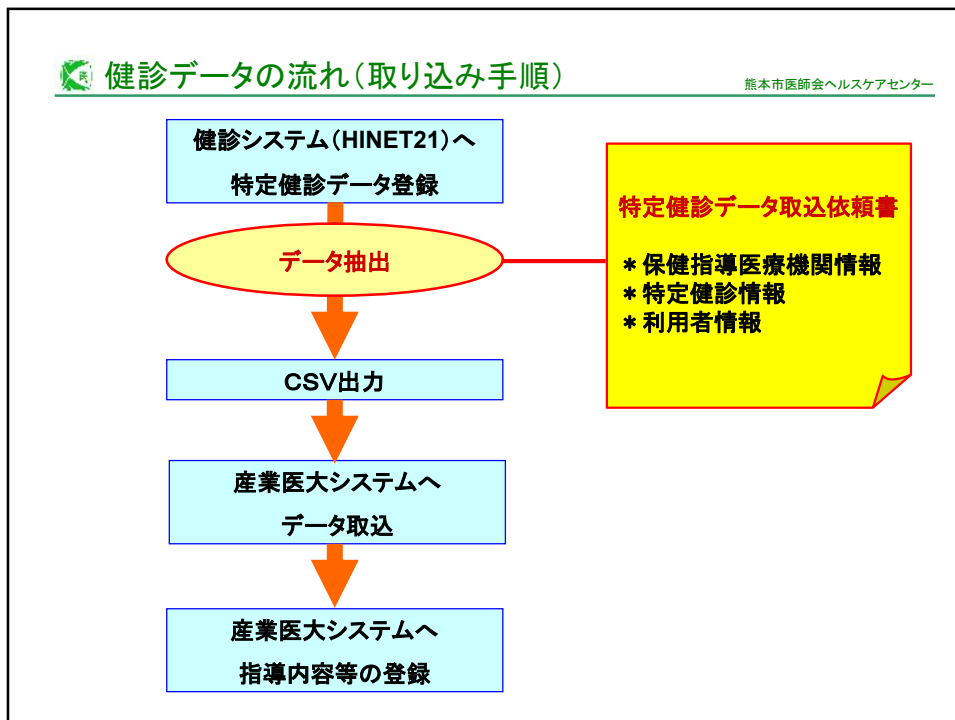 健診データの流れ(取り込み手順)
熊本市医師会ヘルスケアセンター
健診システム(HINET21)へ
特定健診データ登録
データ抽出
特定健診データ取込依頼書
＊保健指導医療機関情報
＊特定健診情報
＊利用者情報
CSV出力
産業医大システムへ
データ取込
産業医大システムへ
指導内容等の登録